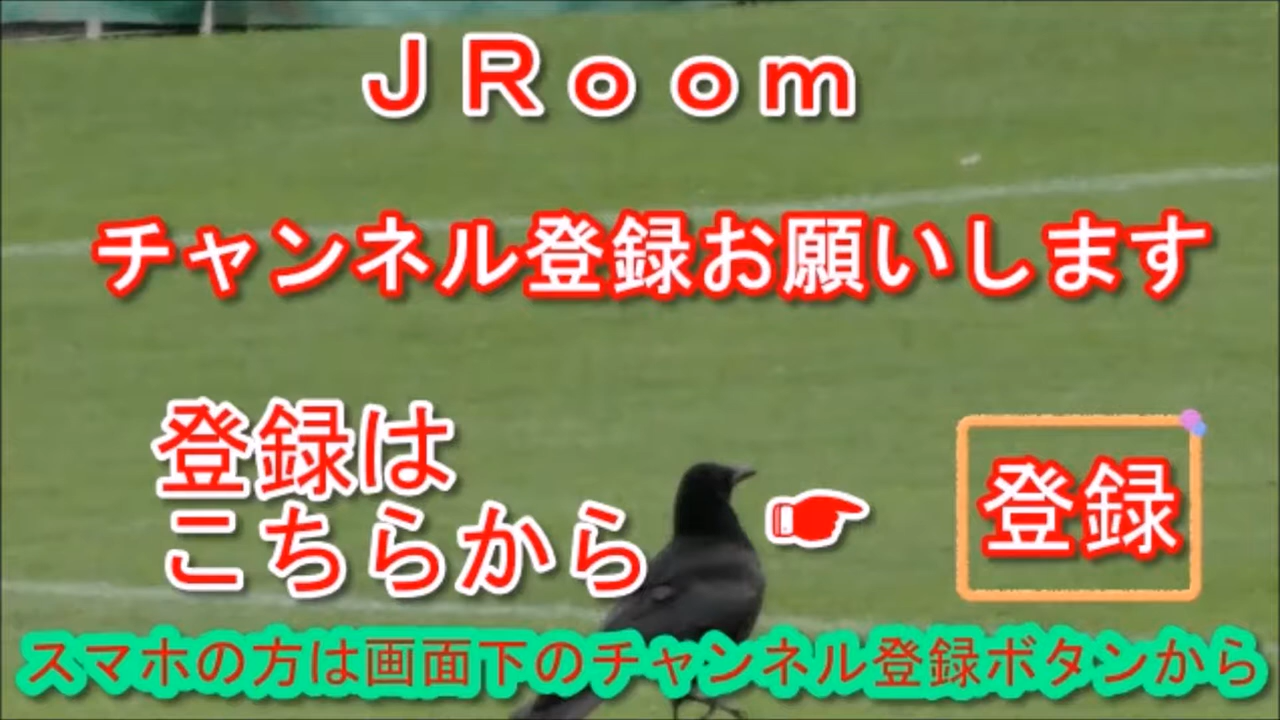 ＪＲｏｏｍ
チャンネル登録お願いします
登録は
こちらから
登録
スマホの方は画面下のチャンネル登録ボタンから